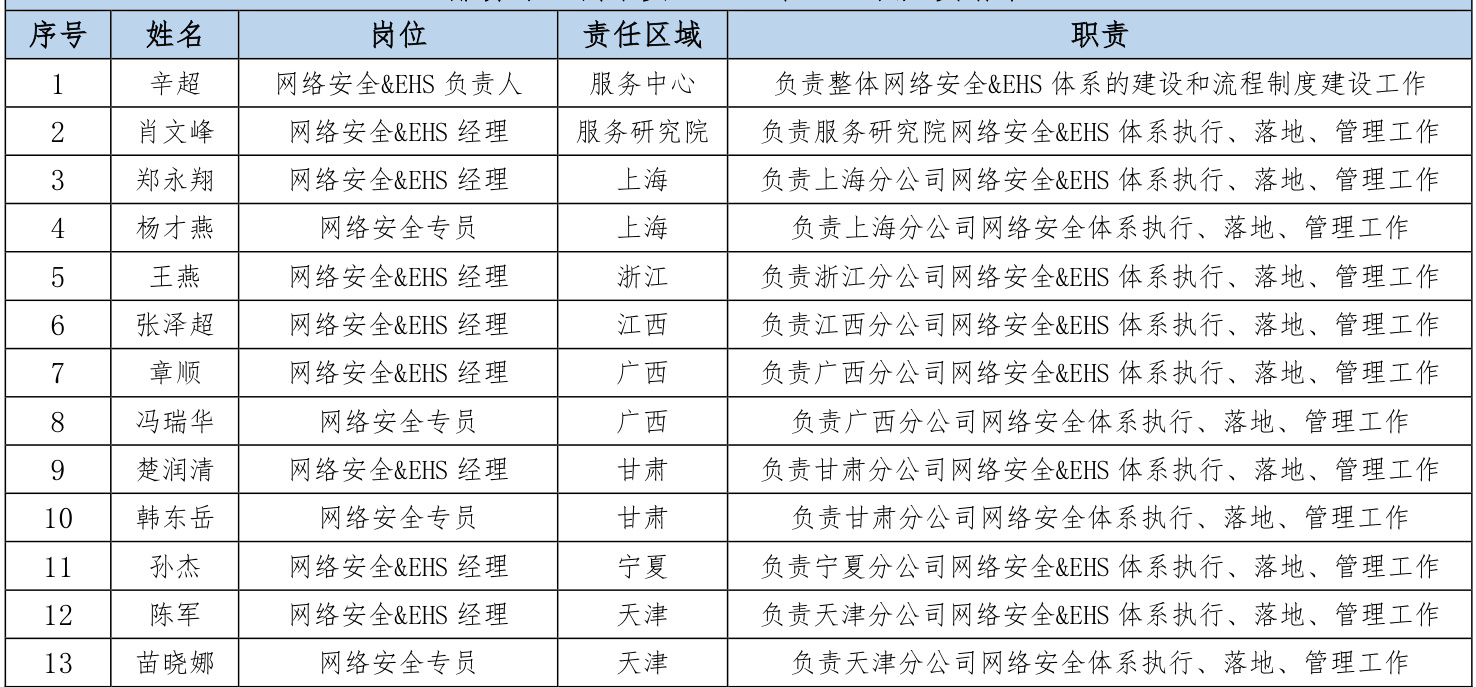 序号 姓名 岗位 责任区域 职责
1 辛超 网络安全&EHS 负责人 服务中心 负责整体网络安全&EHS 体系的建设和流程制度建设工作
2 肖文峰 网络安全&EHS 经理 服务研究院 负责服务研究院网络安全&EHS 体系执行、落地、管理工作
3 郑永翔 网络安全&EHS 经理 上海 负责上海分公司网络安全&EHS 体系执行、落地、管理工作
4 杨才燕 网络安全专员 上海 负责上海分公司网络安全体系执行、落地、管理工作
5 王燕 网络安全&EHS 经理 浙江 负责浙江分公司网络安全&EHS 体系执行、落地、管理工作
6 张泽超 网络安全&EHS 经理 江西 负责江西分公司网络安全&EHS 体系执行、落地、管理工作
7 章顺 网络安全&EHS 经理 广西 负责广西分公司网络安全&EHS 体系执行、落地、管理工作
8 冯瑞华 网络安全专员 广西 负责广西分公司网络安全体系执行、落地、管理工作
9 楚润清 网络安全&EHS 经理 甘肃 负责甘肃分公司网络安全&EHS 体系执行、落地、管理工作
10 韩东岳 网络安全专员 甘肃 负责甘肃分公司网络安全体系执行、落地、管理工作
11 孙杰 网络安全&EHS 经理 宁夏 负责宁夏分公司网络安全&EHS 体系执行、落地、管理工作
12 陈军 网络安全&EHS 经理 天津 负责天津分公司网络安全&EHS 体系执行、落地、管理工作
13 苗晓娜 网络安全专员 天津 负责天津分公司网络安全体系执行、落地、管理工作